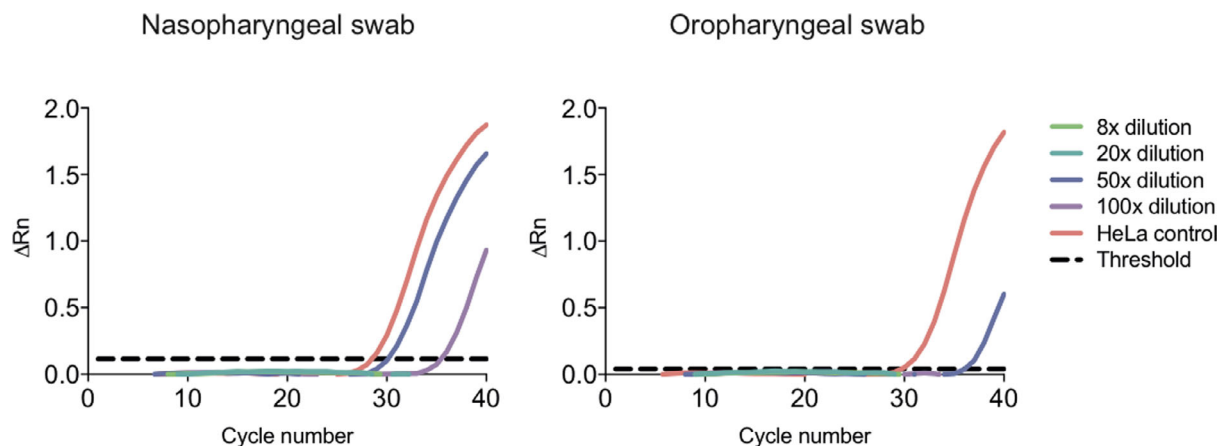 Nasopharyngeal swab
2.0
1.5
1.0
0.5
0.0
ΔRn
0 10 20 30 40
Cycle number
Oropharyngeal swab
2.0
1.5
1.0
0.5
0.0
ΔRn
0 10 20 30 40
Cycle number
8x dilution
20x dilution
50x dilution
100x dilution
HeLa control
Threshold